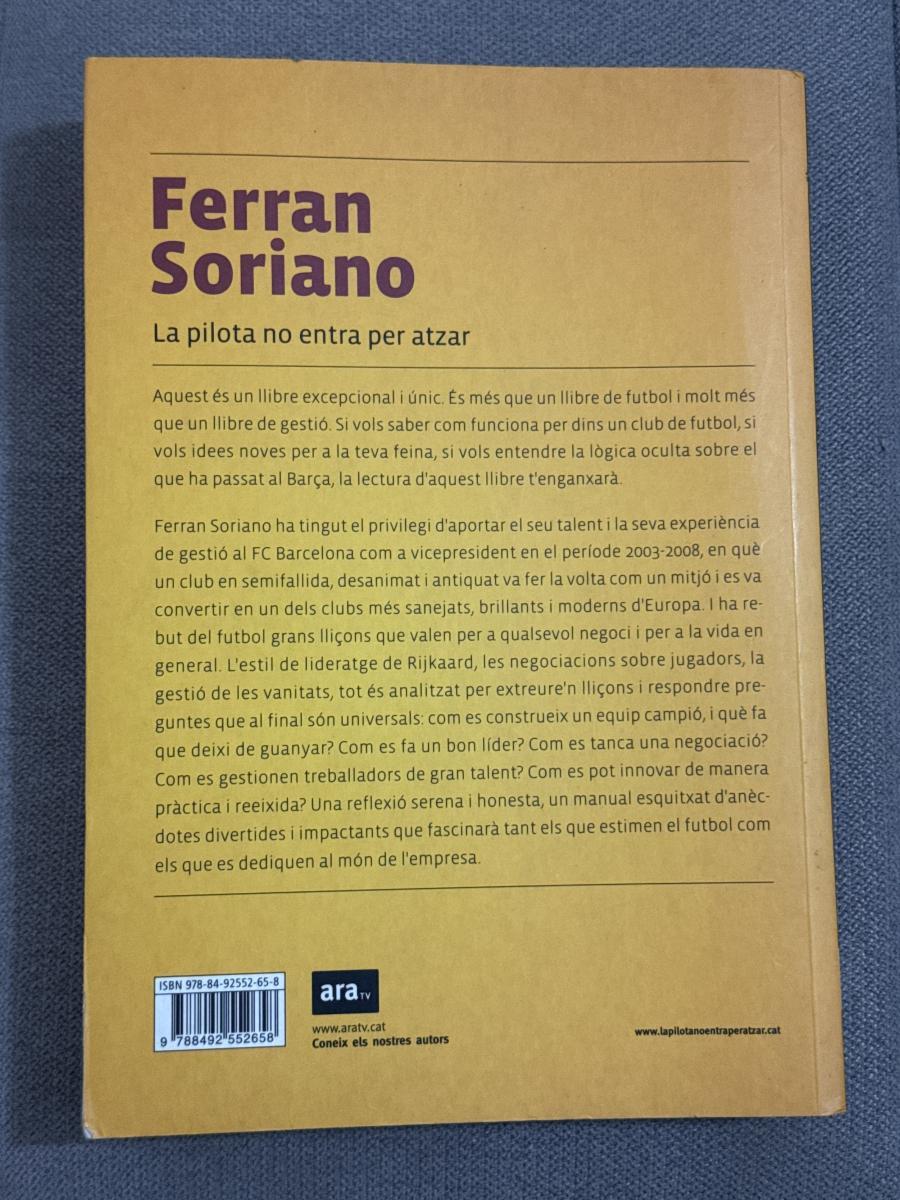 Ferran
Soriano
La pilota no entra per atzar
Aquest és un llibre excepcional i únic. És més que un llibre de futbol i molt més
que un llibre de gestió. Si vols saber com funciona per dins un club de futbol, si
vols idees noves per a la teva feina, si vols entendre la lògica oculta sobre el
que ha passat al Barça, la lectura d'aquest llibre t'enganxarà.
Ferran Soriano ha tingut el privilegi d'aportar el seu talent i la seva experiència
de gestió al FC Barcelona com a vicepresident en el període 2003-2008, en què
un club en semifallida, desanimat i antiquat va fer la volta com un mitjó i es va
convertir en un dels clubs més sanejats, brillants i moderns d'Europa. I ha re-
but del futbol grans lliçons que valen per a qualsevol negoci i per a la vida en
general. L'estil de lideratge de Rijkaard, les negociacions sobre jugadors, la
gestió de les vanitats, tot és analitzat per extreure'n lliçons i respondre pre-
guntes que al final són universals: com es construeix un equip campió, i què fa
que deixi de guanyar? Com es fa un bon líder? Com es tanca una negociació?
Com es gestionen treballadors de gran talent? Com es pot innovar de manera
pràctica i reeixida? Una reflexió serena i honesta, un manual esquitxat d'anèc-
dotes divertides i impactants que fascinarà tant els que estimen el futbol com
els que es dediquen al món de l'empresa.
ISBN 978-84-92552-65-8
9 788492 552658
ara TV
www.aratv.cat
Coneix els nostres autors
www.lapilotanoentraperatzar.cat